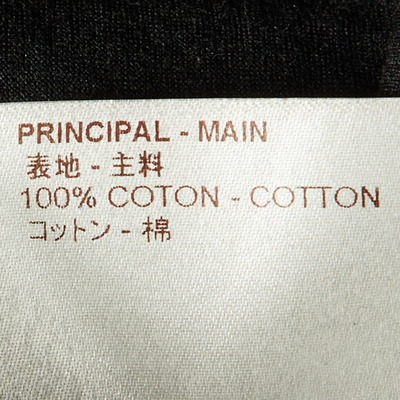 PRINCIPAL - MAIN
表地 - 主料
100% COTON - COTTON
コットン - 棉